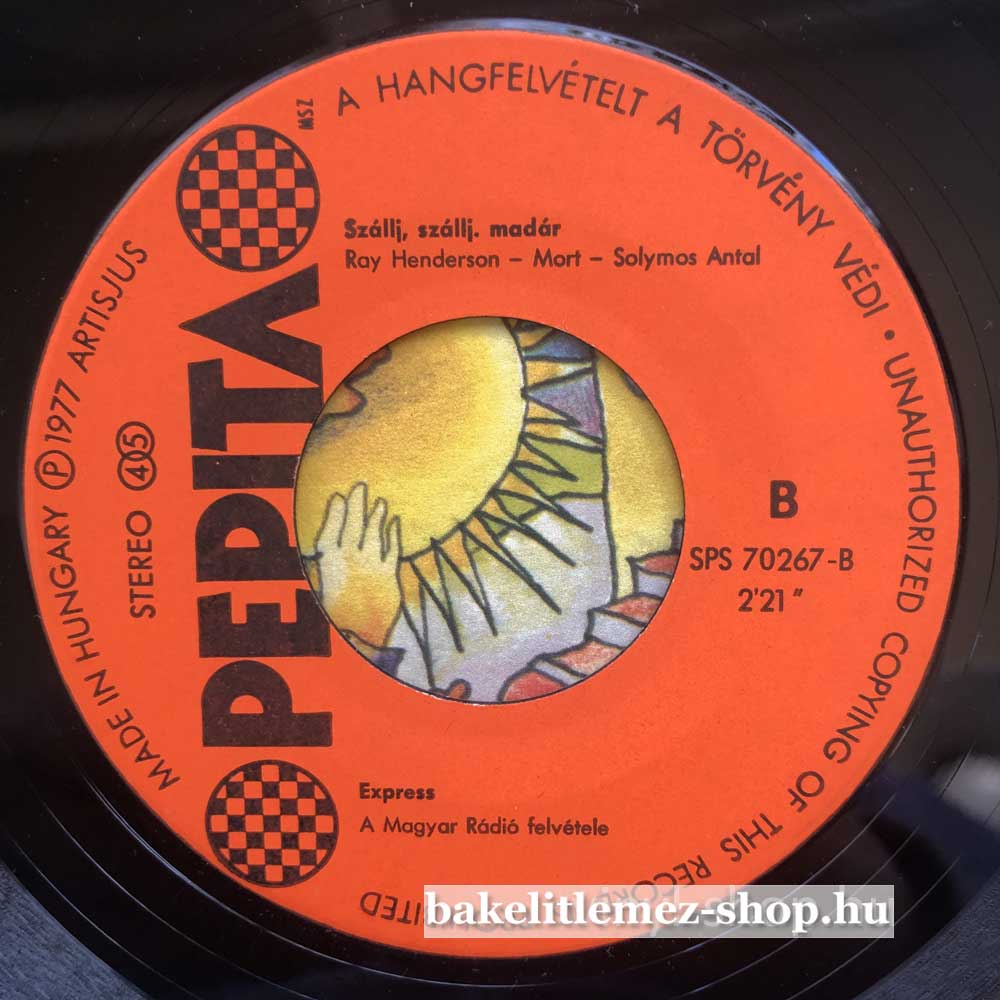 A HANGFELVÉTELT A TÖRVÉNY VÉDI • UNAUTHORIZED COPYING OF THIS RECORD
MADE IN HUNGARY Ⓟ 1977 ARTISJUS
STEREO 45
PEPITA
MSZ
Szállj, szállj. madár
Ray Henderson – Mort – Solymos Antal
B
SPS 70267-B
2'21"
Express
A Magyar Rádió felvétele
bakelitlemez-shop.hu